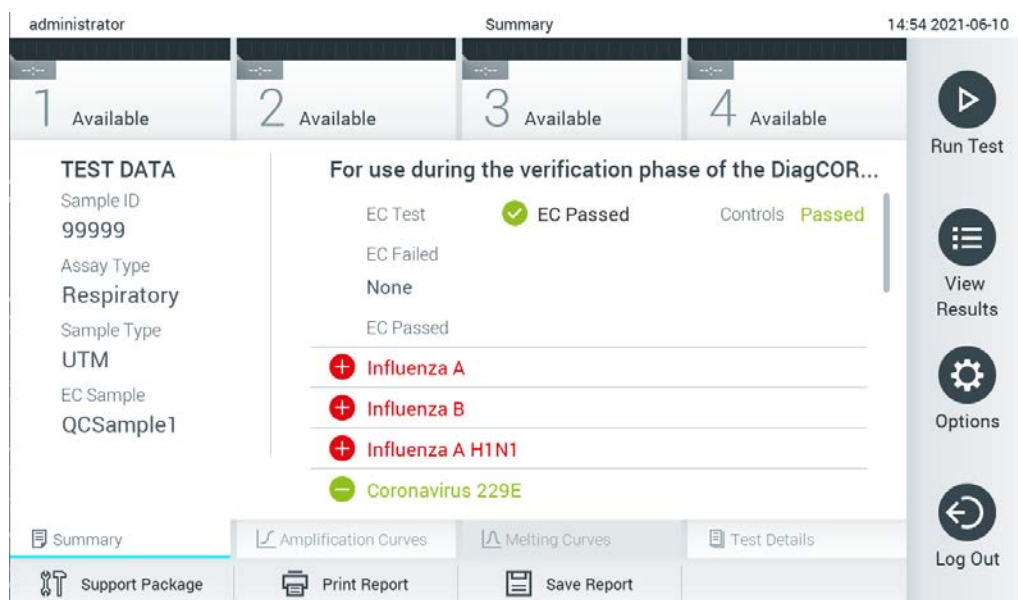 administrator
Summary
14:54 2021-06-10
--:--
--:--
--:--
--:--
1 Available
2 Available
3 Available
4 Available
Run Test
View
Results
Options
Log Out
TEST DATA
Sample ID
99999
Assay Type
Respiratory
Sample Type
UTM
EC Sample
QCSample1
For use during the verification phase of the DiagCOR...
EC Test EC Passed Controls Passed
EC Failed
None
EC Passed
Influenza A
Influenza B
Influenza A H1N1
Coronavirus 229E
Summary
Amplification Curves
Melting Curves
Test Details
Support Package
Print Report
Save Report